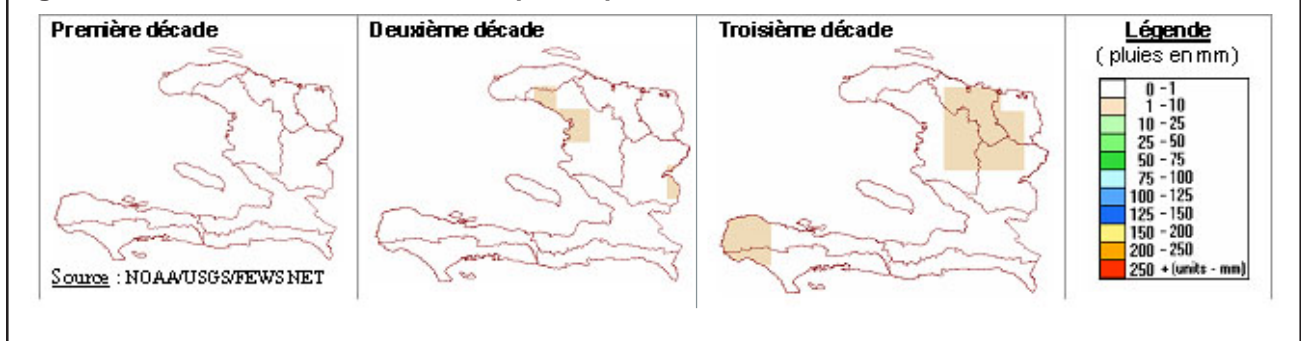 Première décade
Deuxième décade
Troisième décade
Légende
( pluies en mm )
0 - 1
1 - 10
10 - 25
25 - 50
50 - 75
75 - 100
100 - 125
125 - 150
150 - 200
200 - 250
250 + (units - mm)
Source : NOAA/USGS/FEWS NET